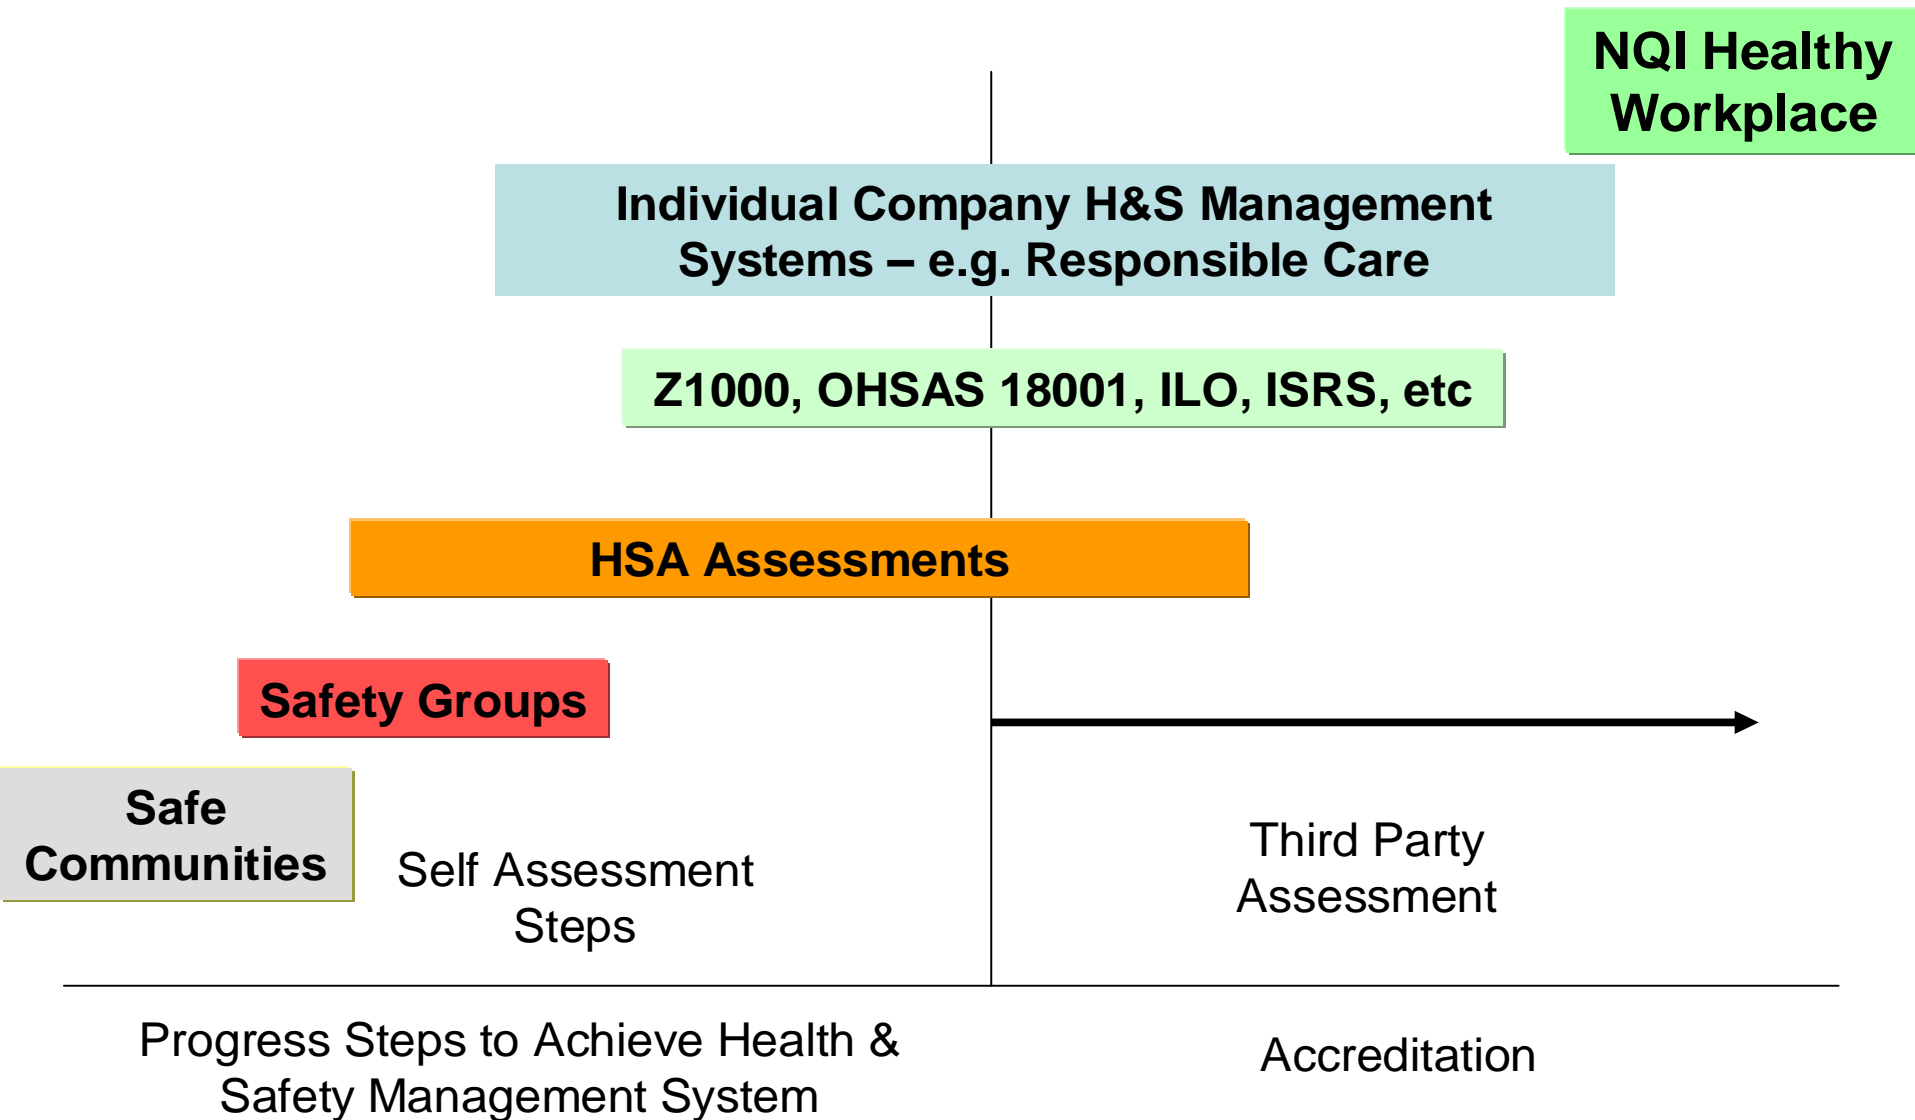 NQI Healthy
Workplace
Individual Company H&S Management
Systems – e.g. Responsible Care
Z1000, OHSAS 18001, ILO, ISRS, etc
HSA Assessments
Safety Groups
Safe
Communities
Self Assessment
Steps
Third Party
Assessment
Progress Steps to Achieve Health &
Safety Management System
Accreditation